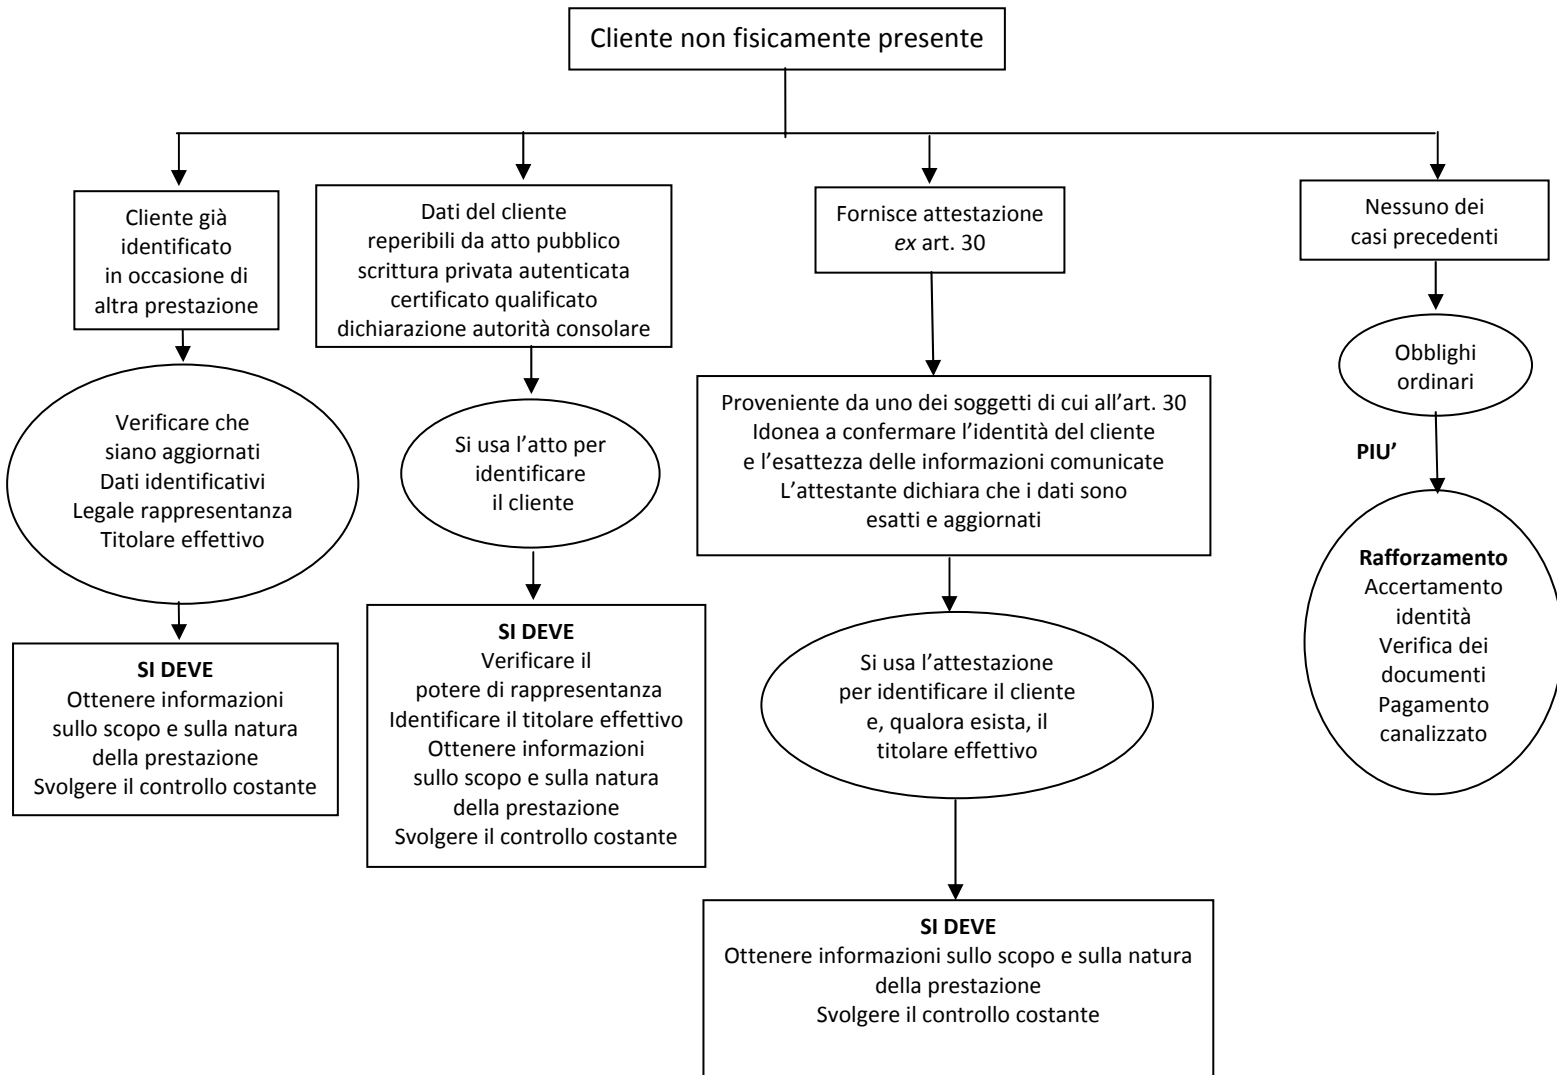 Cliente non fisicamente presente
Cliente già
identificato
in occasione di
altra prestazione
Verificare che
siano aggiornati
Dati identificativi
Legale rappresentanza
Titolare effettivo
SI DEVE
Ottenere informazioni
sullo scopo e sulla natura
della prestazione
Svolgere il controllo costante
Dati del cliente
reperibili da atto pubblico
scrittura privata autenticata
certificato qualificato
dichiarazione autorità consolare
Si usa l’atto per
identificare
il cliente
SI DEVE
Verificare il
potere di rappresentanza
Identificare il titolare effettivo
Ottenere informazioni
sullo scopo e sulla natura
della prestazione
Svolgere il controllo costante
Fornisce attestazione
ex art. 30
Proveniente da uno dei soggetti di cui all’art. 30
Idonea a confermare l’identità del cliente
e l’esattezza delle informazioni comunicate
L’attestante dichiara che i dati sono
esatti e aggiornati
Si usa l’attestazione
per identificare il cliente
e, qualora esista, il
titolare effettivo
SI DEVE
Ottenere informazioni sullo scopo e sulla natura
della prestazione
Svolgere il controllo costante
Nessuno dei
casi precedenti
Obblighi
ordinari
PIU’
Rafforzamento
Accertamento
identità
Verifica dei
documenti
Pagamento
canalizzato